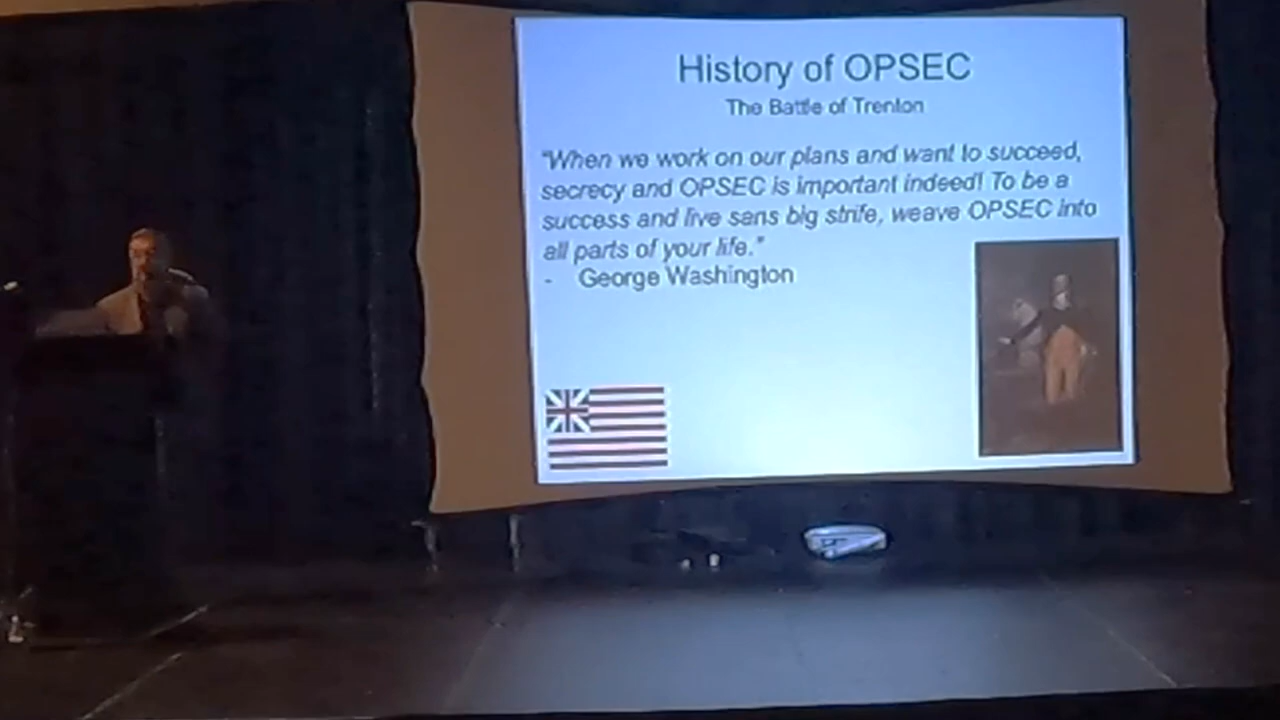 History of OPSEC
The Battle of Trenton
"When we work on our plans and want to succeed,
secrecy and OPSEC is important indeed! To be a
success and live sans big strife, weave OPSEC into
all parts of your life."
- George Washington